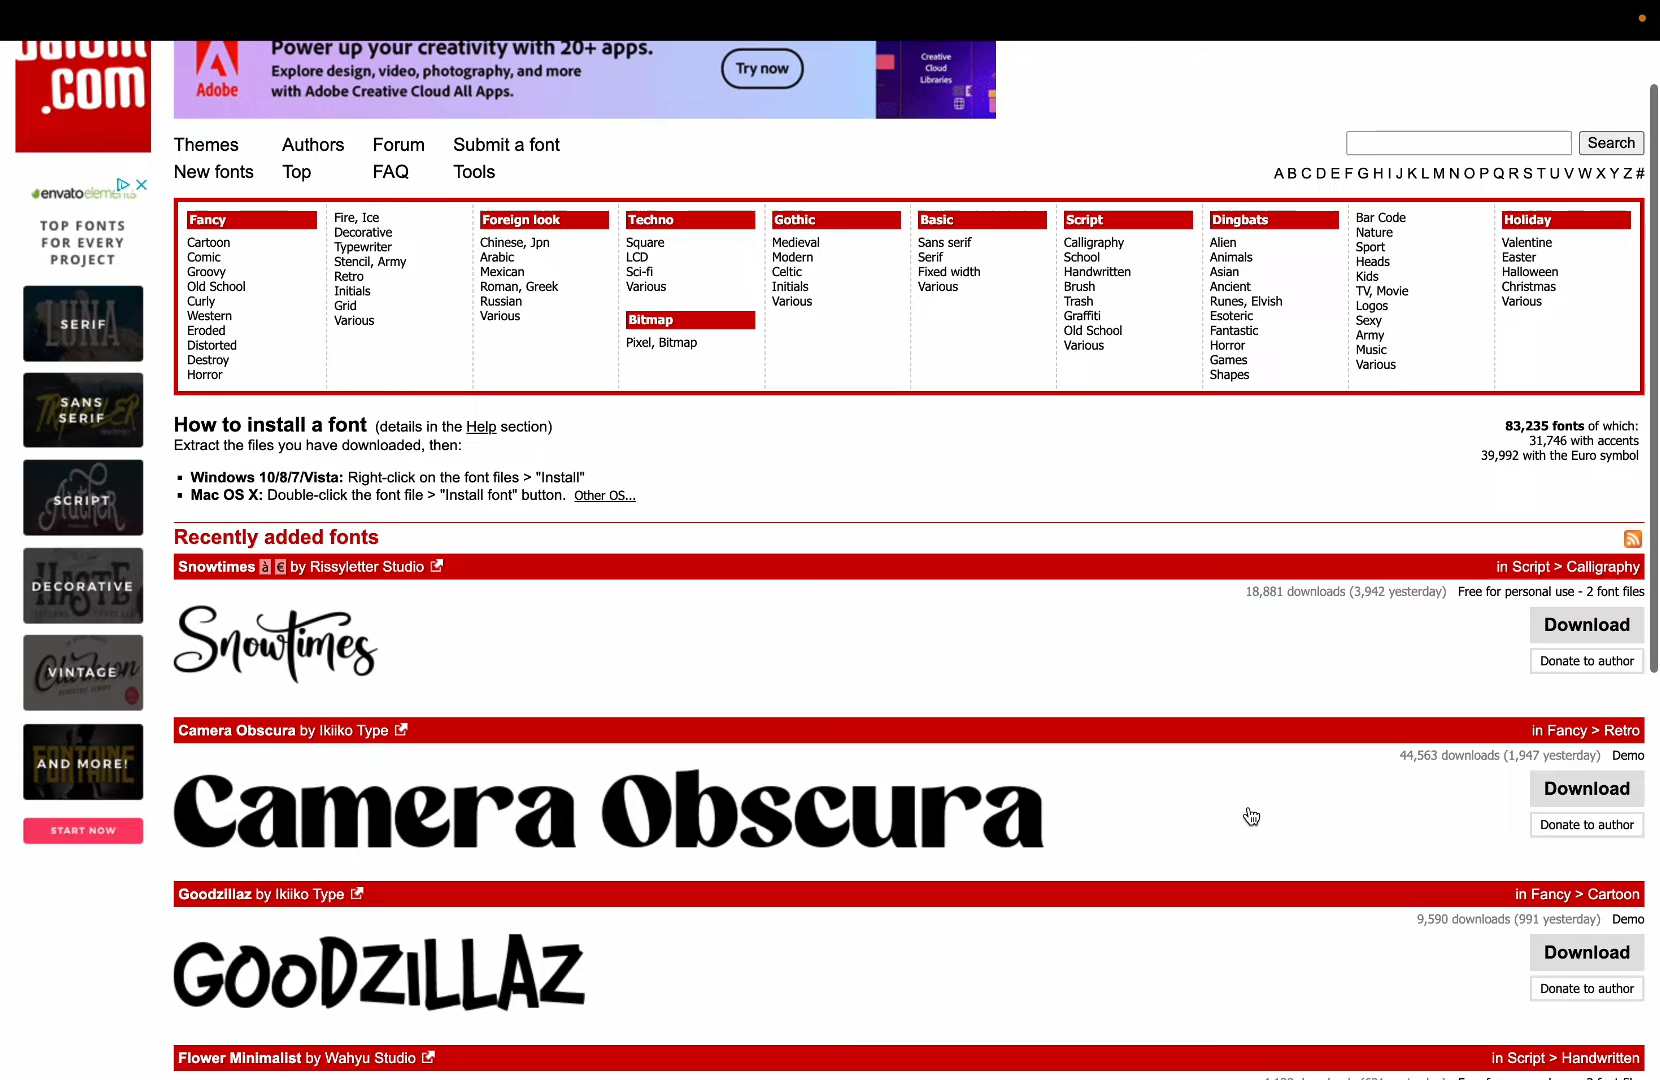 .com
Adobe
Power up your creativity with 20+ apps.
Explore design, video, photography, and more
with Adobe Creative Cloud All Apps.
Try now
Creative
Cloud
Libraries
Themes Authors Forum Submit a font
New fonts Top FAQ Tools
Search
A B C D E F G H I J K L M N O P Q R S T U V W X Y Z #
envatoelements
TOP FONTS
FOR EVERY
PROJECT
SERIF
SANS
SERIF
SCRIPT
DECORATIVE
VINTAGE
AND MORE!
START NOW
Fancy
Cartoon
Comic
Groovy
Old School
Curly
Western
Eroded
Distorted
Destroy
Horror
Fire, Ice
Decorative
Typewriter
Stencil, Army
Retro
Initials
Grid
Various
Foreign look
Chinese, Jpn
Arabic
Mexican
Roman, Greek
Russian
Various
Techno
Square
LCD
Sci-fi
Various
Bitmap
Pixel, Bitmap
Gothic
Medieval
Modern
Celtic
Initials
Various
Basic
Sans serif
Serif
Fixed width
Various
Script
Calligraphy
School
Handwritten
Brush
Trash
Graffiti
Old School
Various
Dingbats
Alien
Animals
Asian
Ancient
Runes, Elvish
Esoteric
Fantastic
Horror
Games
Shapes
Bar Code
Nature
Sport
Heads
Kids
TV, Movie
Logos
Sexy
Army
Music
Various
Holiday
Valentine
Easter
Halloween
Christmas
Various
How to install a font (details in the Help section)
Extract the files you have downloaded, then:
▪ Windows 10/8/7/Vista: Right-click on the font files > "Install"
▪ Mac OS X: Double-click the font file > "Install font" button. Other OS...
83,235 fonts of which:
31,746 with accents
39,992 with the Euro symbol
Recently added fonts
Snowtimes à € by Rissyletter Studio in Script > Calligraphy
18,881 downloads (3,942 yesterday) Free for personal use - 2 font files
Snowtimes
Download
Donate to author
Camera Obscura by Ikiiko Type in Fancy > Retro
44,563 downloads (1,947 yesterday) Demo
Camera Obscura
Download
Donate to author
Goodzillaz by Ikiiko Type in Fancy > Cartoon
9,590 downloads (991 yesterday) Demo
GOODZILLAZ
Download
Donate to author
Flower Minimalist by Wahyu Studio in Script > Handwritten